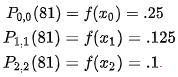 P₀,₀(81) = f(x₀) = .25
P₁,₁(81) = f(x₁) = .125
P₂,₂(81) = f(x₂) = .1.